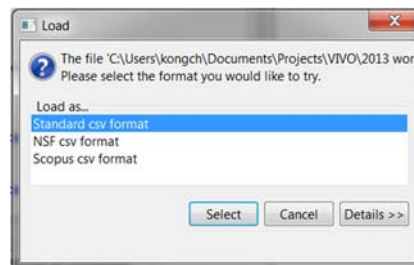 Load
The file 'C:\Users\kongch\Documents\Projects\VIVO\2013 wor
Please select the format you would like to try.
Load as...
Standard csv format
NSF csv format
Scopus csv format
Select Cancel Details >>